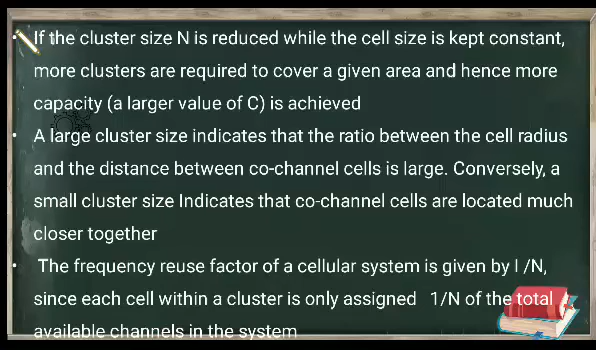 • If the cluster size N is reduced while the cell size is kept constant,
more clusters are required to cover a given area and hence more
capacity (a larger value of C) is achieved
• A large cluster size indicates that the ratio between the cell radius
and the distance between co-channel cells is large. Conversely, a
small cluster size Indicates that co-channel cells are located much
closer together
• The frequency reuse factor of a cellular system is given by I /N,
since each cell within a cluster is only assigned 1/N of the total
available channels in the system